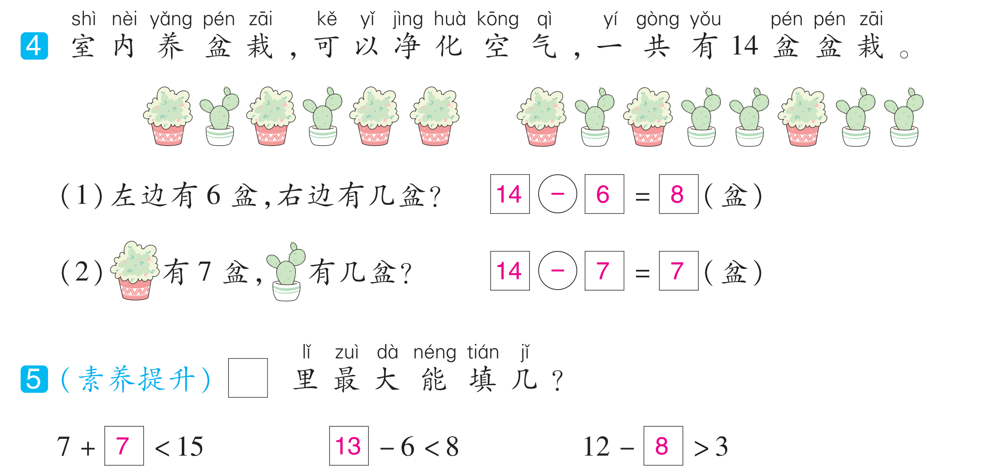 shì nèi yǎng pén zāi kě yǐ jìng huà kōng qì yí gòng yǒu pén pén zāi
4 室内养盆栽,可以净化空气,一共有14盆盆栽。
(1)左边有6盆,右边有几盆? 14 - 6 = 8 (盆)
(2) 有7盆, 有几盆? 14 - 7 = 7 (盆)
lǐ zuì dà néng tián jǐ
5 (素养提升) □ 里最大能填几?
7 + 7 < 15 13 - 6 < 8 12 - 8 > 3